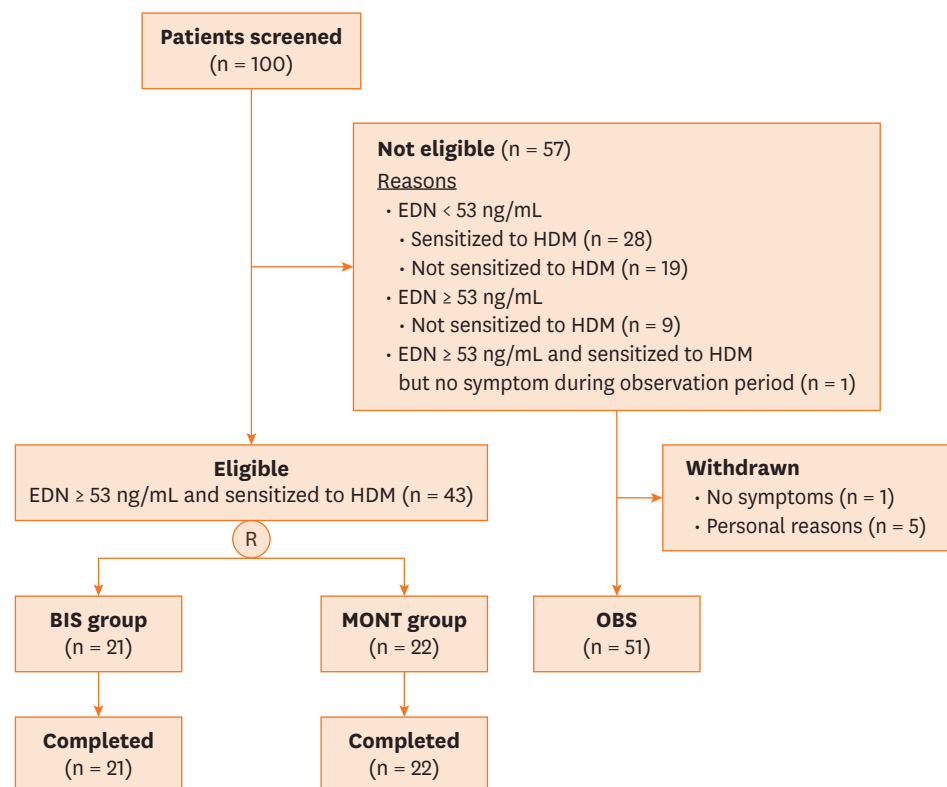 Patients screened
(n = 100)
Not eligible (n = 57)
Reasons
• EDN < 53 ng/mL
• Sensitized to HDM (n = 28)
• Not sensitized to HDM (n = 19)
• EDN ≥ 53 ng/mL
• Not sensitized to HDM (n = 9)
• EDN ≥ 53 ng/mL and sensitized to HDM
but no symptom during observation period (n = 1)
Eligible
EDN ≥ 53 ng/mL and sensitized to HDM (n = 43)
Withdrawn
• No symptoms (n = 1)
• Personal reasons (n = 5)
R
BIS group
(n = 21)
MONT group
(n = 22)
OBS
(n = 51)
Completed
(n = 21)
Completed
(n = 22)